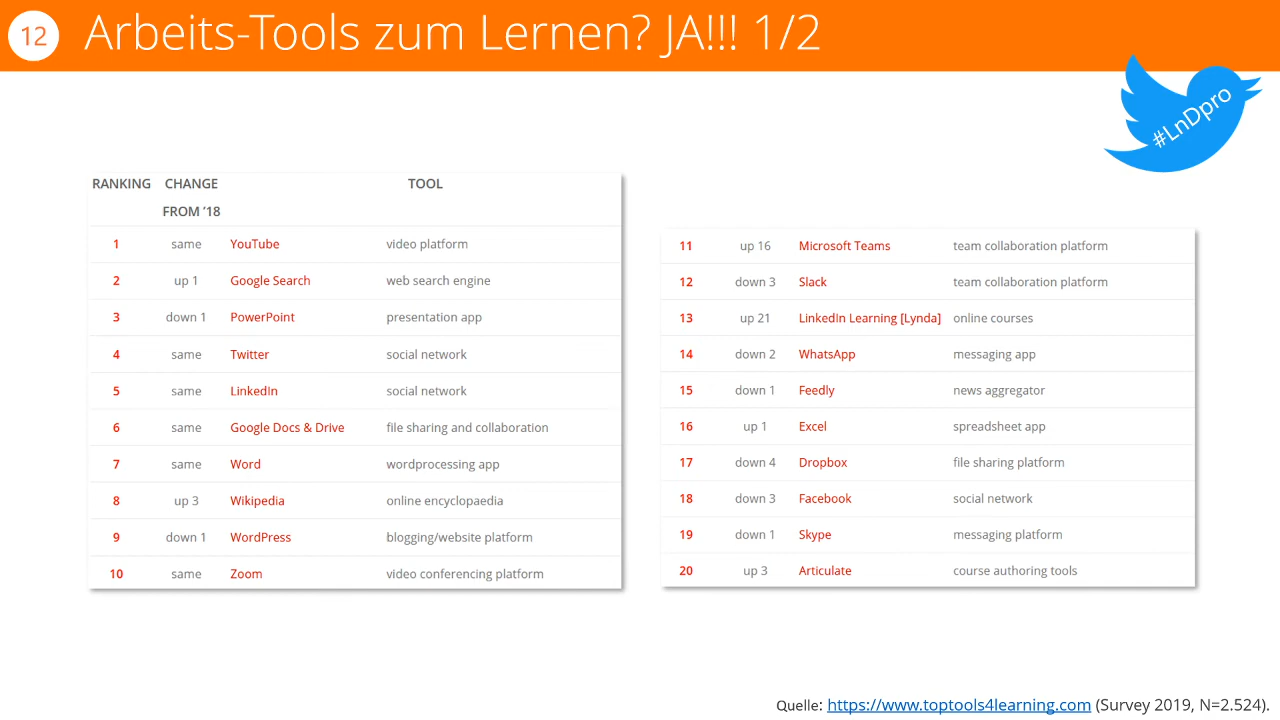 12 Arbeits-Tools zum Lernen? JA!!! 1/2
#LnDpro
RANKING CHANGE FROM ‘18 TOOL
1 same YouTube video platform
2 up 1 Google Search web search engine
3 down 1 PowerPoint presentation app
4 same Twitter social network
5 same LinkedIn social network
6 same Google Docs & Drive file sharing and collaboration
7 same Word wordprocessing app
8 up 3 Wikipedia online encyclopaedia
9 down 1 WordPress blogging/website platform
10 same Zoom video conferencing platform
11 up 16 Microsoft Teams team collaboration platform
12 down 3 Slack team collaboration platform
13 up 21 LinkedIn Learning [Lynda] online courses
14 down 2 WhatsApp messaging app
15 down 1 Feedly news aggregator
16 up 1 Excel spreadsheet app
17 down 4 Dropbox file sharing platform
18 down 3 Facebook social network
19 down 1 Skype messaging platform
20 up 3 Articulate course authoring tools
Quelle: https://www.toptools4learning.com (Survey 2019, N=2.524).